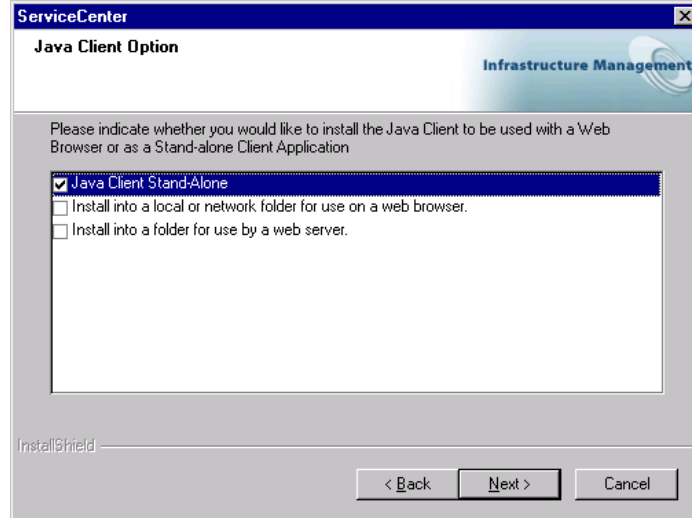 ServiceCenter
Java Client Option
Infrastructure Management
Please indicate whether you would like to install the Java Client to be used with a Web
Browser or as a Stand-alone Client Application
Java Client Stand-Alone
Install into a local or network folder for use on a web browser.
Install into a folder for use by a web server.
InstallShield
< Back
Next >
Cancel